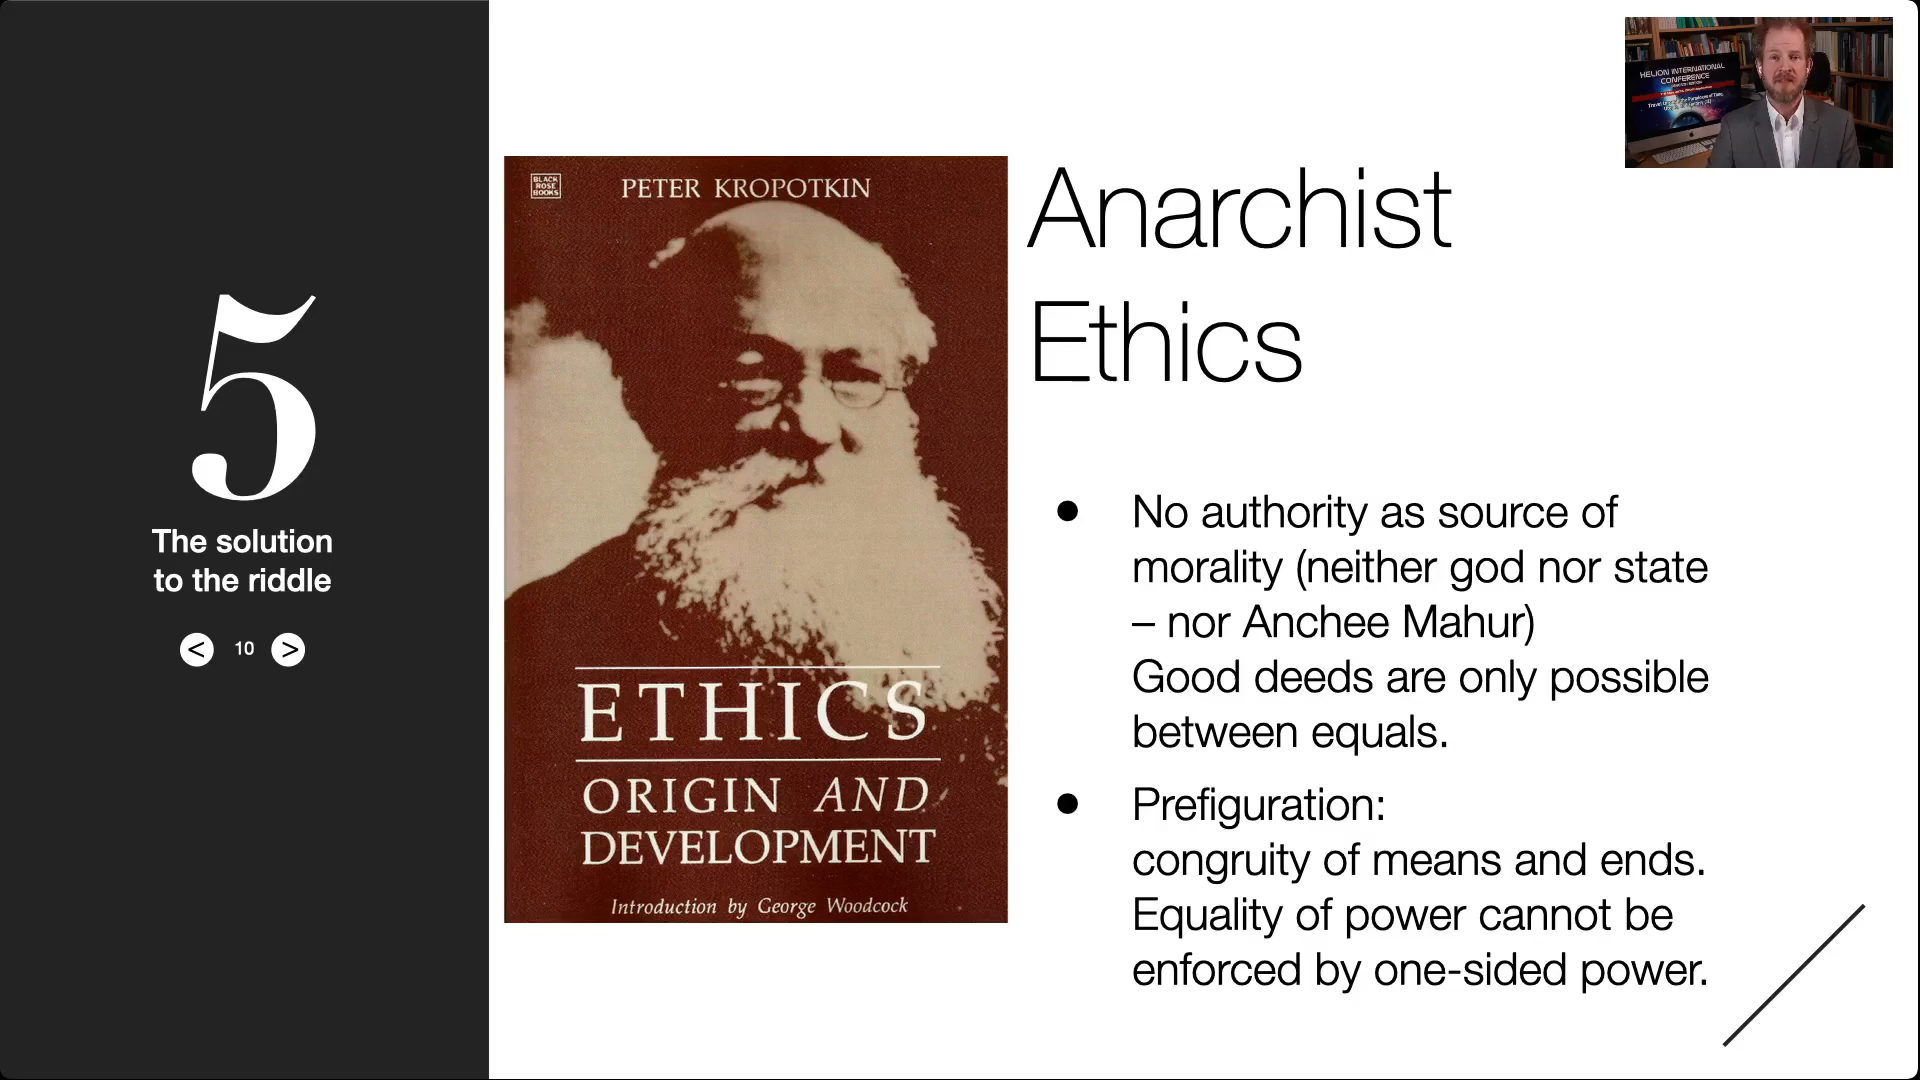 5
The solution
to the riddle
< 10 >
BLACK
ROSE
BOOKS
PETER KROPOTKIN
ETHICS
ORIGIN AND
DEVELOPMENT
Introduction by George Woodcock
Anarchist
Ethics
● No authority as source of
morality (neither god nor state
– nor Anchee Mahur)
Good deeds are only possible
between equals.
● Prefiguration:
congruity of means and ends.
Equality of power cannot be
enforced by one-sided power.
HELION INTERNATIONAL
CONFERENCE